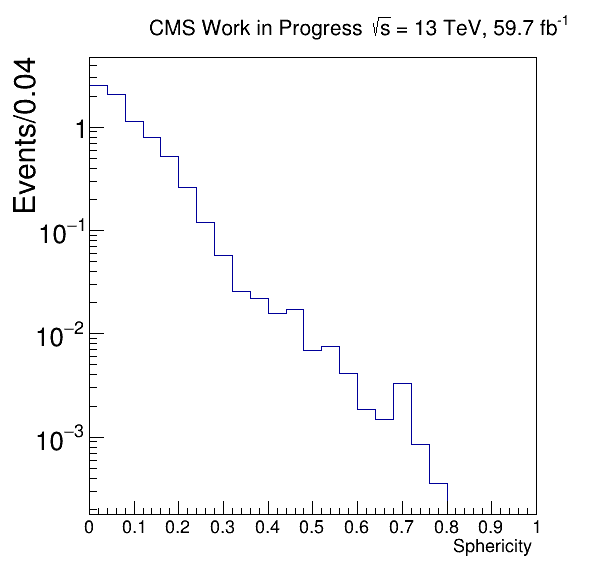 CMS Work in Progress √s = 13 TeV, 59.7 fb⁻¹
Events/0.04
1
10⁻¹
10⁻²
10⁻³
0 0.1 0.2 0.3 0.4 0.5 0.6 0.7 0.8 0.9 1
Sphericity